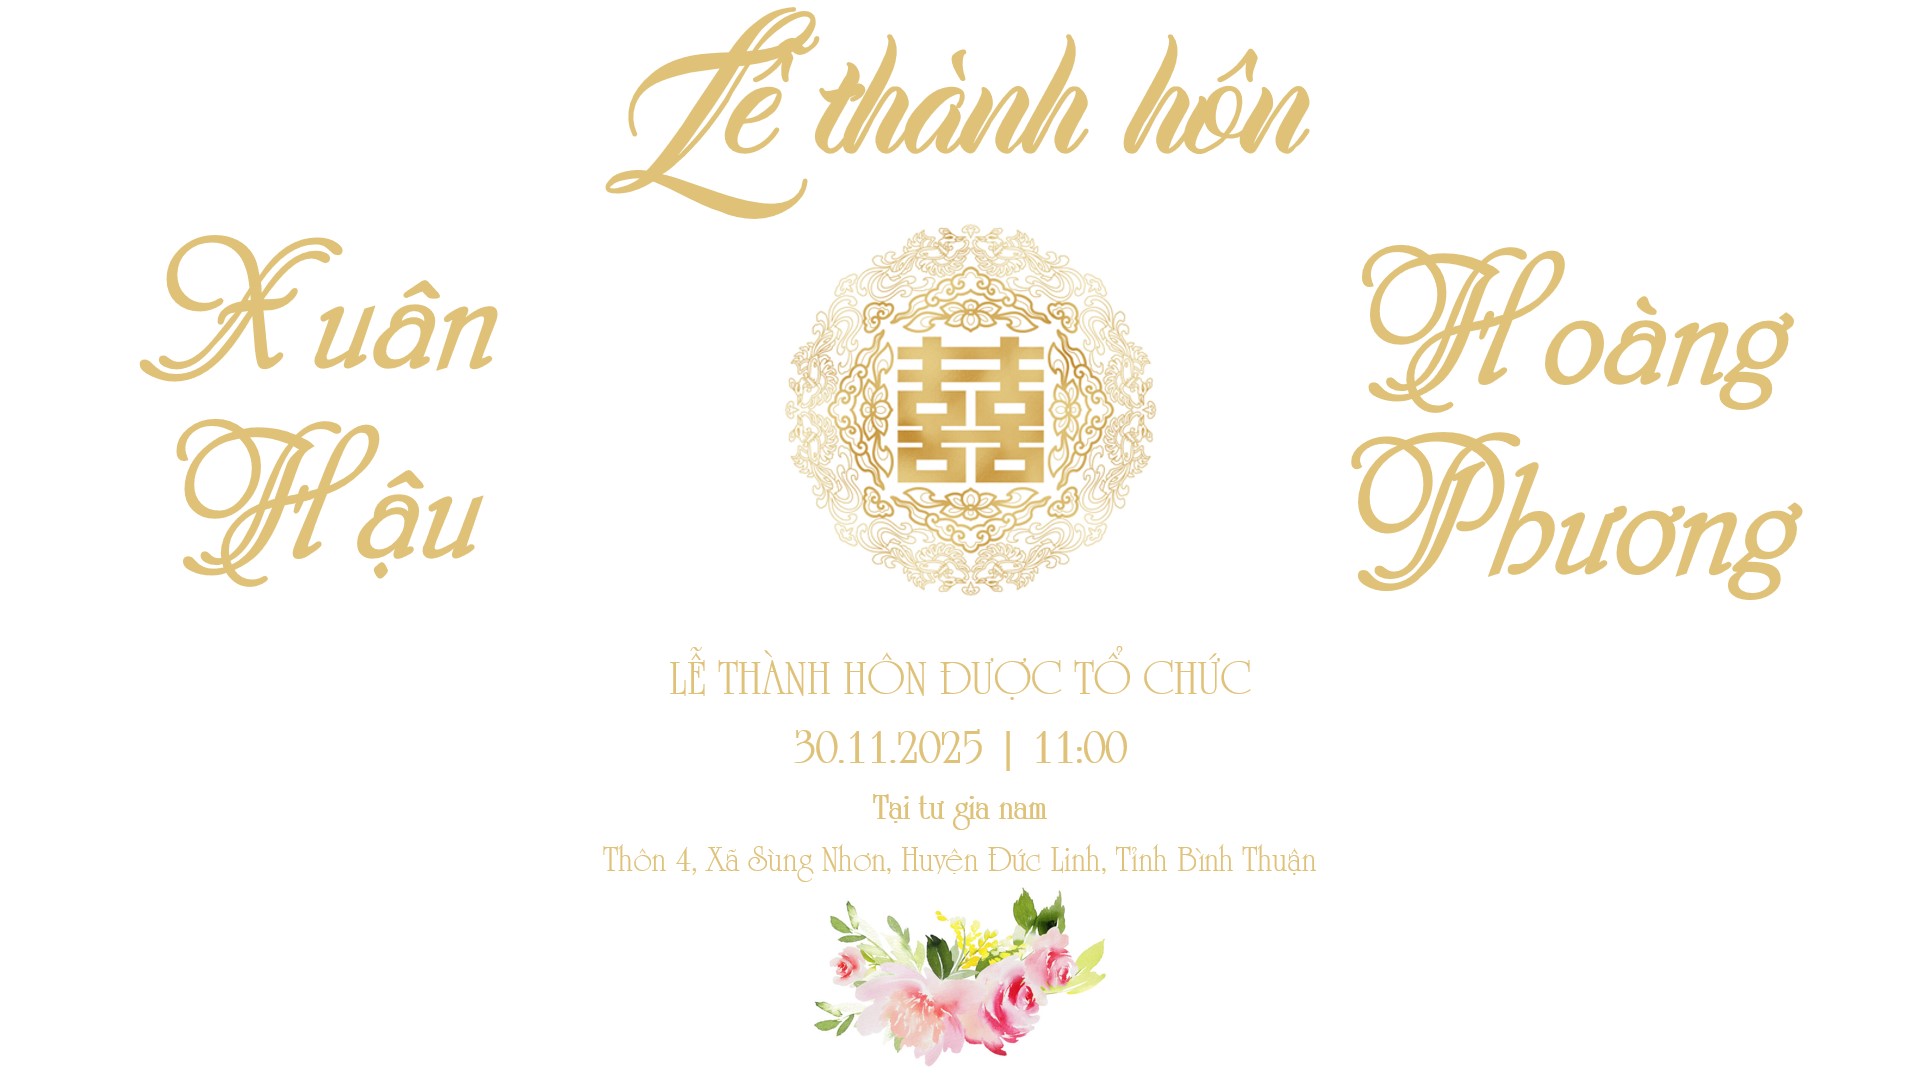 Lễ thành hôn
Xuân
Hậu
囍
Hoàng
Phương
LỄ THÀNH HÔN ĐƯỢC TỔ CHỨC
30.11.2025 | 11:00
Tại tư gia nam
Thôn 4, Xã Sùng Nhơn, Huyện Đức Linh, Tỉnh Bình Thuận